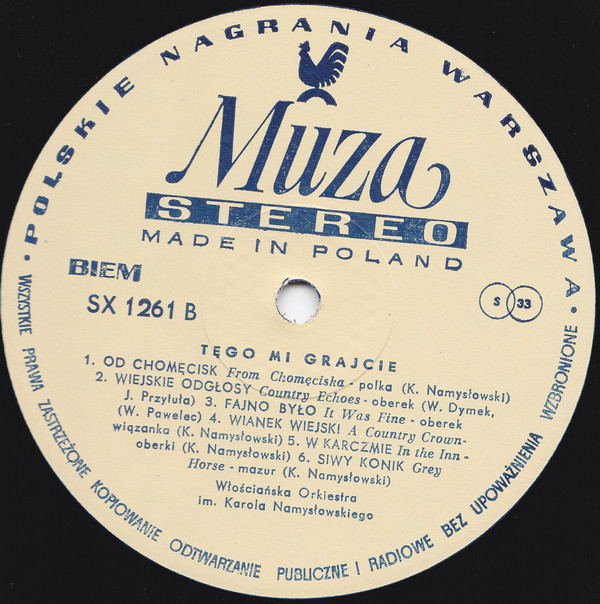 • POLSKIE NAGRANIA WARSZAWA •
Muza
STEREO
MADE IN POLAND
BIEM
SX 1261 B
S 33
TĘGO MI GRAJCIE
1. OD CHOMĘCISK From Chomęciska - polka (K. Namysłowski)
2. WIEJSKIE ODGŁOSY Country Echoes - oberek (W. Dymek,
J. Przytuła) 3. FAJNO BYŁO It Was Fine - oberek
(W. Pawelec) 4. WIANEK WIEJSKI A Country Crown-
wiązanka (K. Namysłowski) 5. W KARCZMIE In the Inn -
oberki (K. Namysłowski) 6. SIWY KONIK Grey
Horse - mazur (K. Namysłowski)
Włościańska Orkiestra
im. Karola Namysłowskiego
WSZYSTKIE PRAWA ZASTRZEŻONE KOPIOWANIE ODTWARZANIE PUBLICZNE I RADIOWE BEZ UPOWAŻNIENIA WZBRONIONE